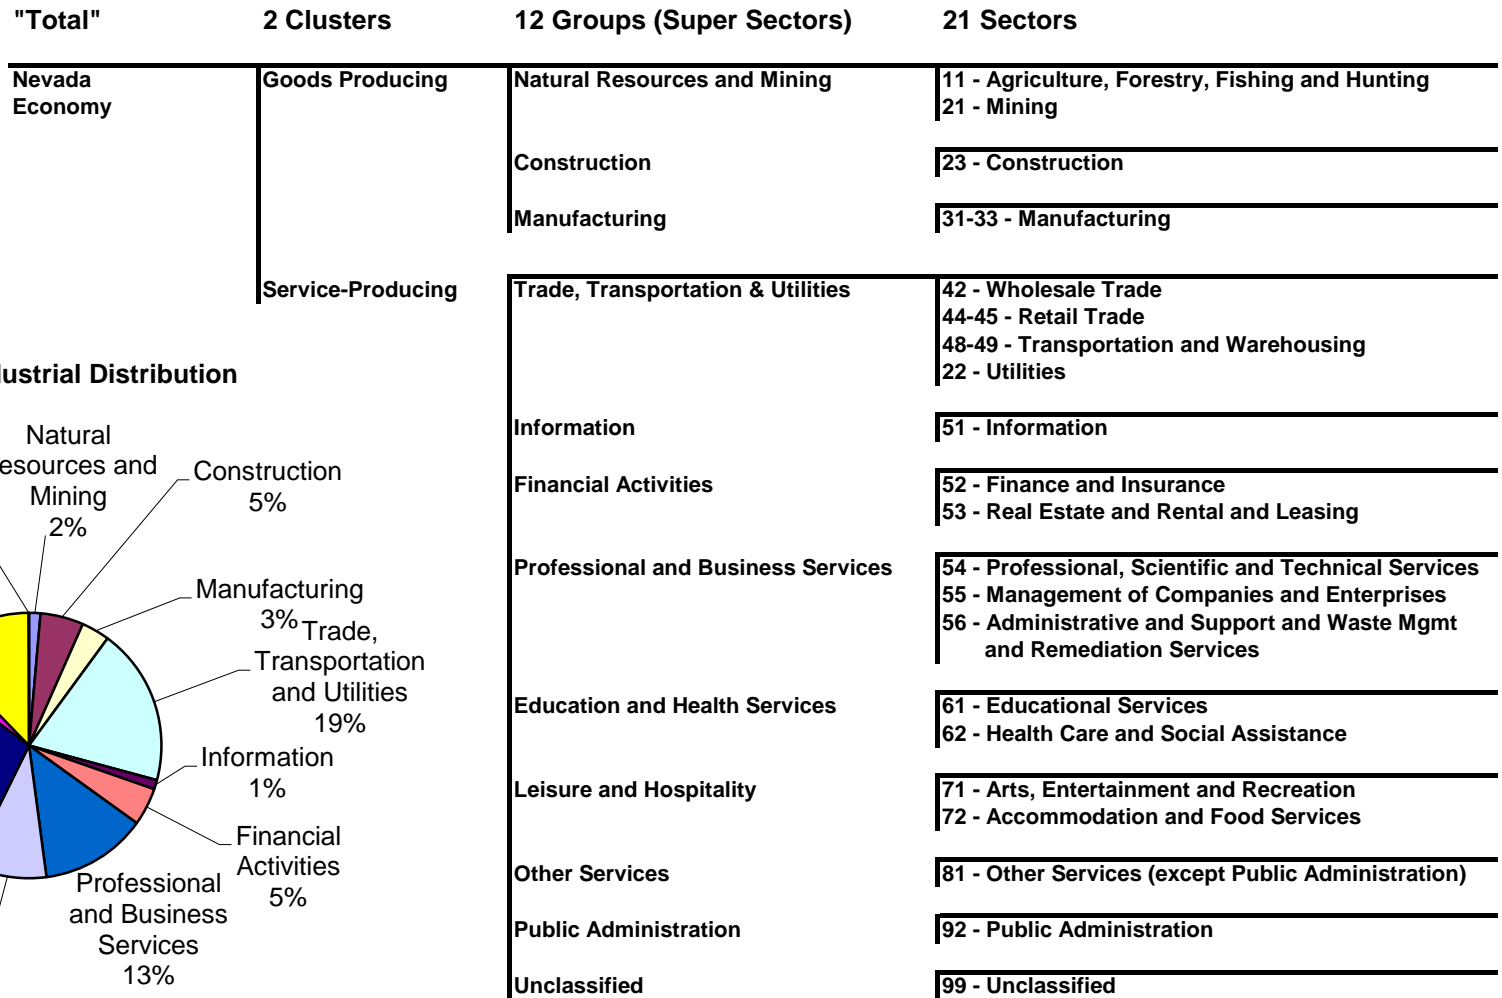 "Total"
2 Clusters
12 Groups (Super Sectors)
21 Sectors
Nevada
Economy
Goods Producing
Natural Resources and Mining
11 - Agriculture, Forestry, Fishing and Hunting
21 - Mining
Construction
23 - Construction
Manufacturing
31-33 - Manufacturing
Service-Producing
Trade, Transportation & Utilities
42 - Wholesale Trade
44-45 - Retail Trade
48-49 - Transportation and Warehousing
22 - Utilities
Information
51 - Information
Financial Activities
52 - Finance and Insurance
53 - Real Estate and Rental and Leasing
Professional and Business Services
54 - Professional, Scientific and Technical Services
55 - Management of Companies and Enterprises
56 - Administrative and Support and Waste Mgmt
and Remediation Services
Education and Health Services
61 - Educational Services
62 - Health Care and Social Assistance
Leisure and Hospitality
71 - Arts, Entertainment and Recreation
72 - Accommodation and Food Services
Other Services
81 - Other Services (except Public Administration)
Public Administration
92 - Public Administration
Unclassified
99 - Unclassified
Distribution
Natural
and
Mining
2%
Construction
5%
Manufacturing
3%
Trade,
Transportation
and Utilities
19%
Information
1%
Financial
Activities
5%
Professional
and Business
Services
13%